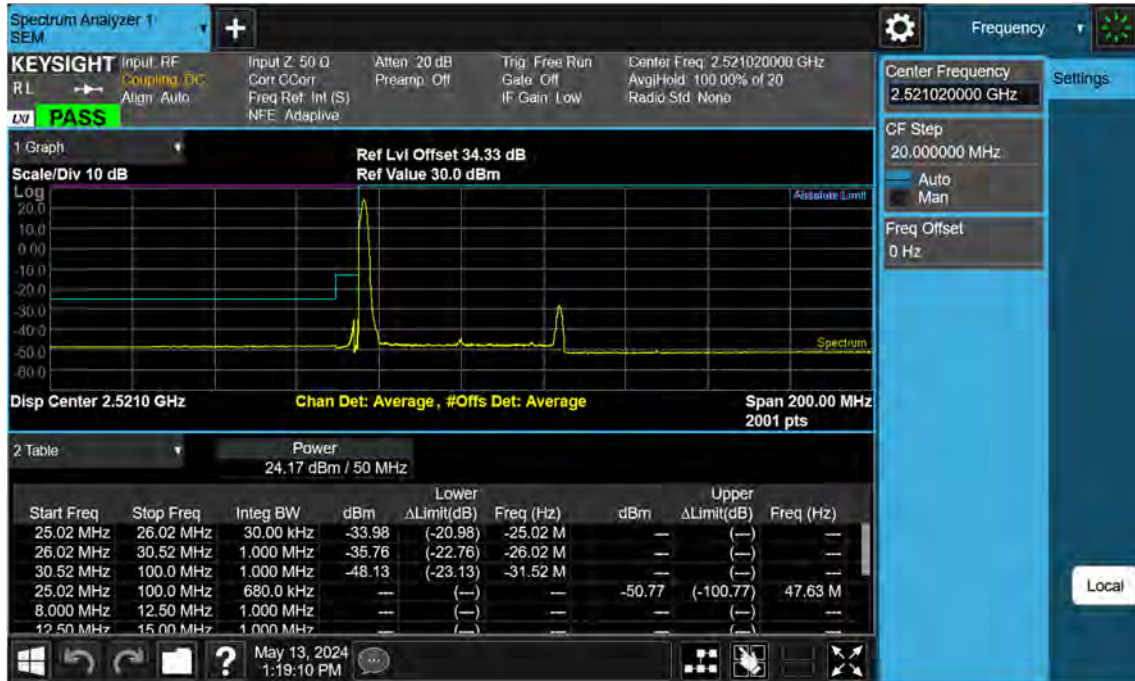 Spectrum Analyzer 1
SEM
+
Frequency
KEYSIGHT Input: RF Input Z: 50 Ω Atten: 20 dB Trig: Free Run Center Freq: 2.521020000 GHz
RL Coupling: DC Corr CCorr Preamp: Off Gate: Off Avg|Hold: 100.00% of 20
Align: Auto Freq Ref: Int (S) IF Gain: Low Radio Std: None
LXI PASS NFE: Adaptive
Center Frequency
2.521020000 GHz
Settings
CF Step
20.000000 MHz
Auto
Man
Freq Offset
0 Hz
Local
1 Graph
Ref Lvl Offset 34.33 dB
Scale/Div 10 dB Ref Value 30.0 dBm
Log
Absolute Limit
20.0
10.0
0.00
-10.0
-20.0
-30.0
-40.0
-50.0
Spectrum
-60.0
Disp Center 2.5210 GHz Chan Det: Average, #Offs Det: Average Span 200.00 MHz
2001 pts
2 Table Power
24.17 dBm / 50 MHz
Lower Upper
Start Freq Stop Freq Integ BW dBm ΔLimit(dB) Freq (Hz) dBm ΔLimit(dB) Freq (Hz)
25.02 MHz 26.02 MHz 30.00 kHz -33.98 (-20.98) -25.02 M --- (---) ---
26.02 MHz 30.52 MHz 1.000 MHz -35.76 (-22.76) -26.02 M --- (---) ---
30.52 MHz 100.0 MHz 1.000 MHz -48.13 (-23.13) -31.52 M --- (---) ---
25.02 MHz 100.0 MHz 680.0 kHz --- (---) --- -50.77 (-100.77) 47.63 M
8.000 MHz 12.50 MHz 1.000 MHz --- (---) --- --- (---) ---
12.50 MHz 15.00 MHz 1.000 MHz --- (---) --- --- (---) ---
? May 13, 2024
1:19:10 PM